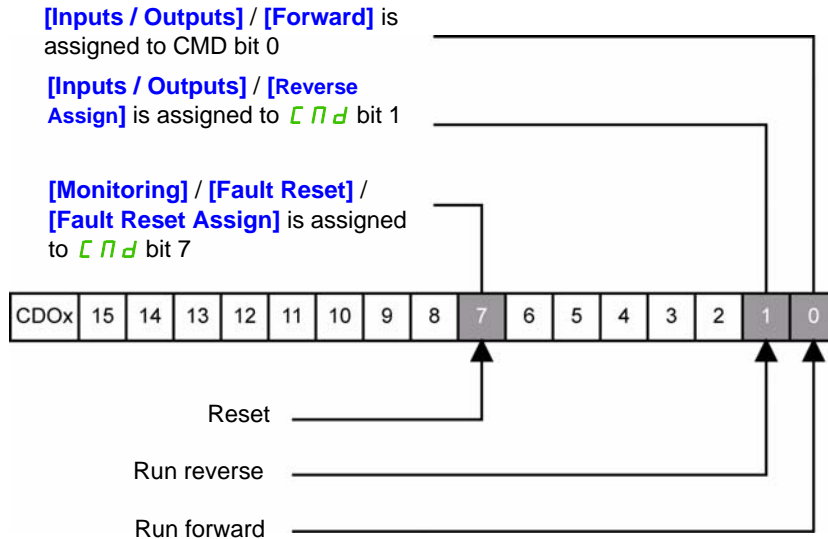 [Inputs / Outputs] / [Forward] is
assigned to CMD bit 0
[Inputs / Outputs] / [Reverse
Assign] is assigned to CMd bit 1
[Monitoring] / [Fault Reset] /
[Fault Reset Assign] is assigned
to CMd bit 7
CDOx 15 14 13 12 11 10 9 8 7 6 5 4 3 2 1 0
Reset
Run reverse
Run forward